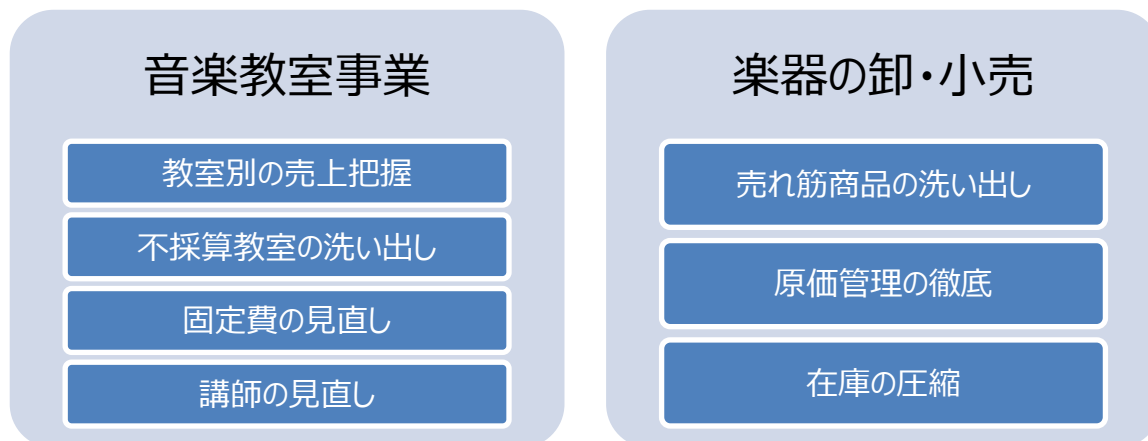 音楽教室事業
教室別の売上把握
不採算教室の洗い出し
固定費の見直し
講師の見直し
楽器の卸・小売
売れ筋商品の洗い出し
原価管理の徹底
在庫の圧縮